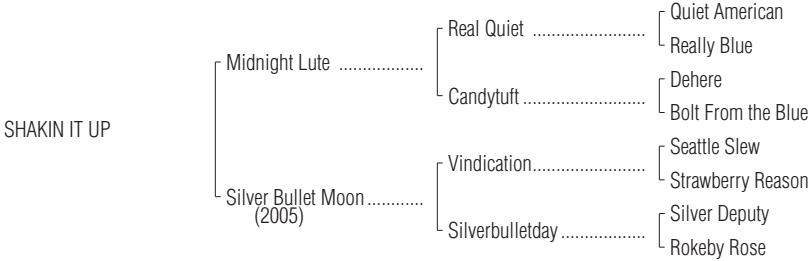 Quiet American
Real Quiet ........................
Really Blue
Midnight Lute ..................
Dehere
Candytuft ..........................
Bolt From the Blue
SHAKIN IT UP
Seattle Slew
Vindication........................
Strawberry Reason
Silver Bullet Moon ............
(2005)
Silver Deputy
Silverbulletday ..................
Rokeby Rose